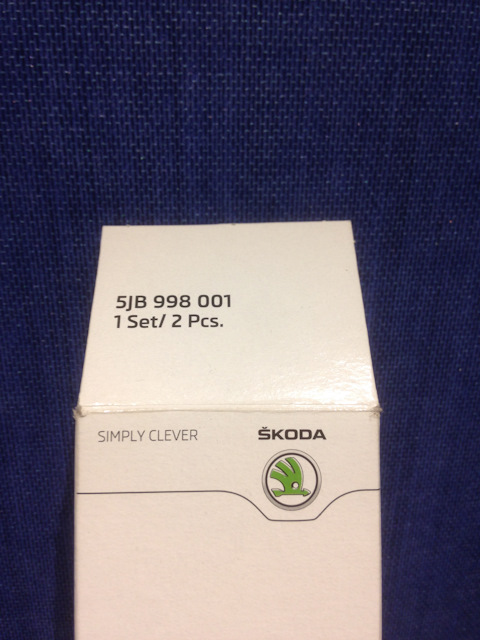 5JB 998 001
1 Set/ 2 Pcs.
SIMPLY CLEVER
ŠKODA